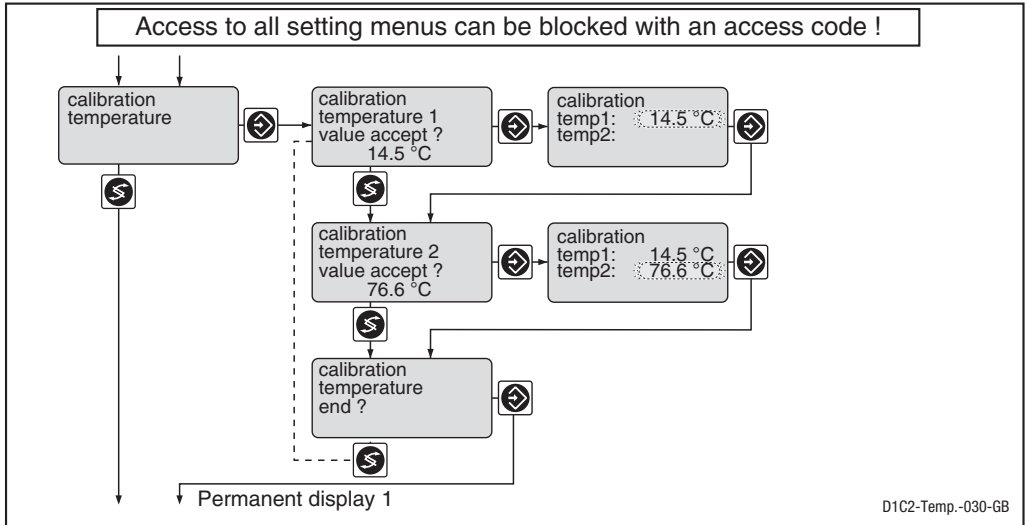 Access to all setting menus can be blocked with an access code !
calibration
temperature
calibration
temperature 1
value accept ?
14.5 °C
calibration
temp1: 14.5 °C
temp2:
calibration
temperature 2
value accept ?
76.6 °C
calibration
temp1: 14.5 °C
temp2: 76.6 °C
calibration
temperature
end ?
Permanent display 1
D1C2-Temp.-030-GB